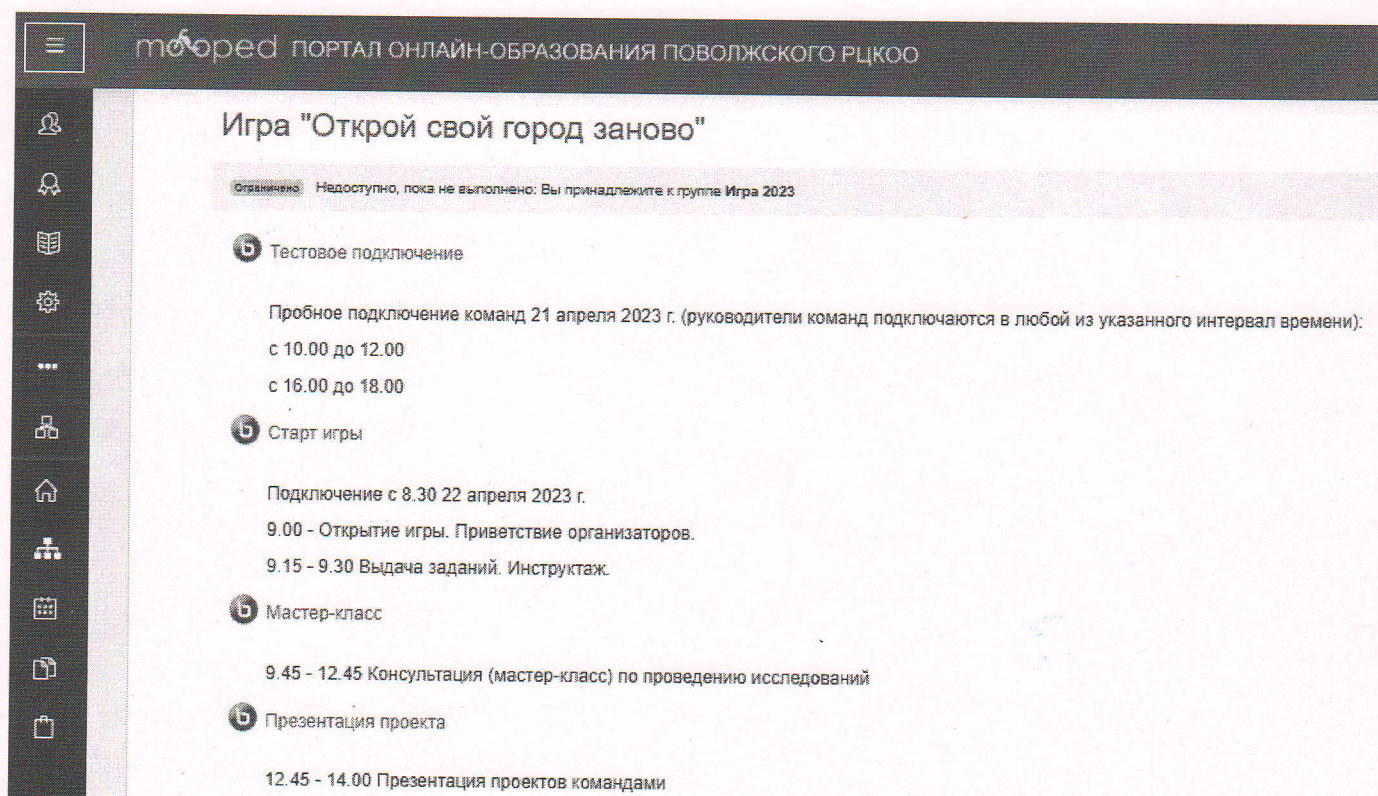 mooped ПОРТАЛ ОНЛАЙН-ОБРАЗОВАНИЯ ПОВОЛЖСКОГО РЦКОО
Игра "Открой свой город заново"
Ограничено Недоступно, пока не выполнено: Вы принадлежите к группе Игра 2023
b Тестовое подключение
Пробное подключение команд 21 апреля 2023 г. (руководители команд подключаются в любой из указанного интервал времени):
с 10.00 до 12.00
с 16.00 до 18.00
b Старт игры
Подключение с 8.30 22 апреля 2023 г.
9.00 - Открытие игры. Приветствие организаторов.
9.15 - 9.30 Выдача заданий. Инструктаж.
b Мастер-класс
9.45 - 12.45 Консультация (мастер-класс) по проведению исследований
b Презентация проекта
12.45 - 14.00 Презентация проектов командами